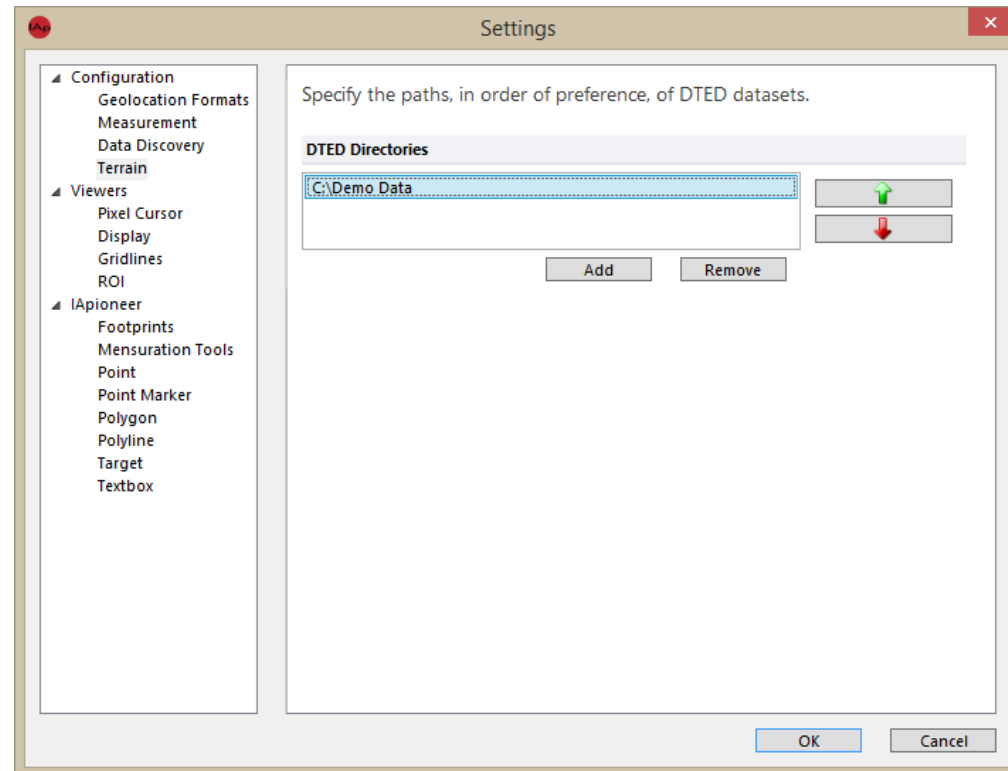 IAp
Settings
Configuration
Geolocation Formats
Measurement
Data Discovery
Terrain
Viewers
Pixel Cursor
Display
Gridlines
ROI
IApioneer
Footprints
Mensuration Tools
Point
Point Marker
Polygon
Polyline
Target
Textbox
Specify the paths, in order of preference, of DTED datasets.
DTED Directories
C:\Demo Data
Add Remove
OK Cancel